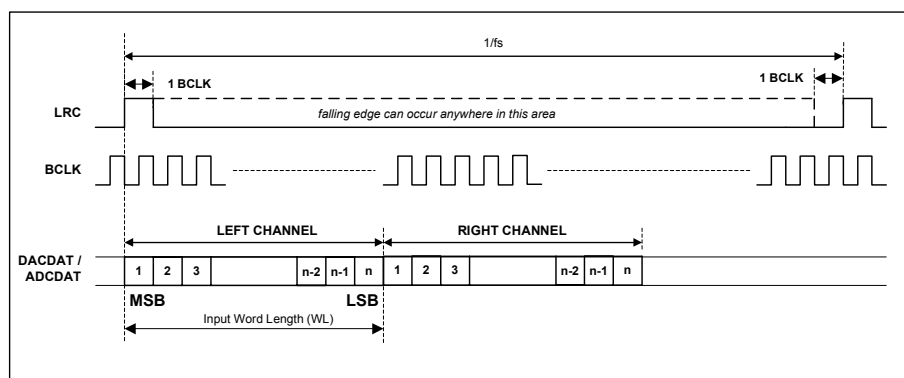 1/fs
1 BCLK
1 BCLK
LRC
falling edge can occur anywhere in this area
BCLK
LEFT CHANNEL
RIGHT CHANNEL
DACDAT /
ADCDAT
1 2 3 n-2 n-1 n 1 2 3 n-2 n-1 n
MSB
LSB
Input Word Length (WL)